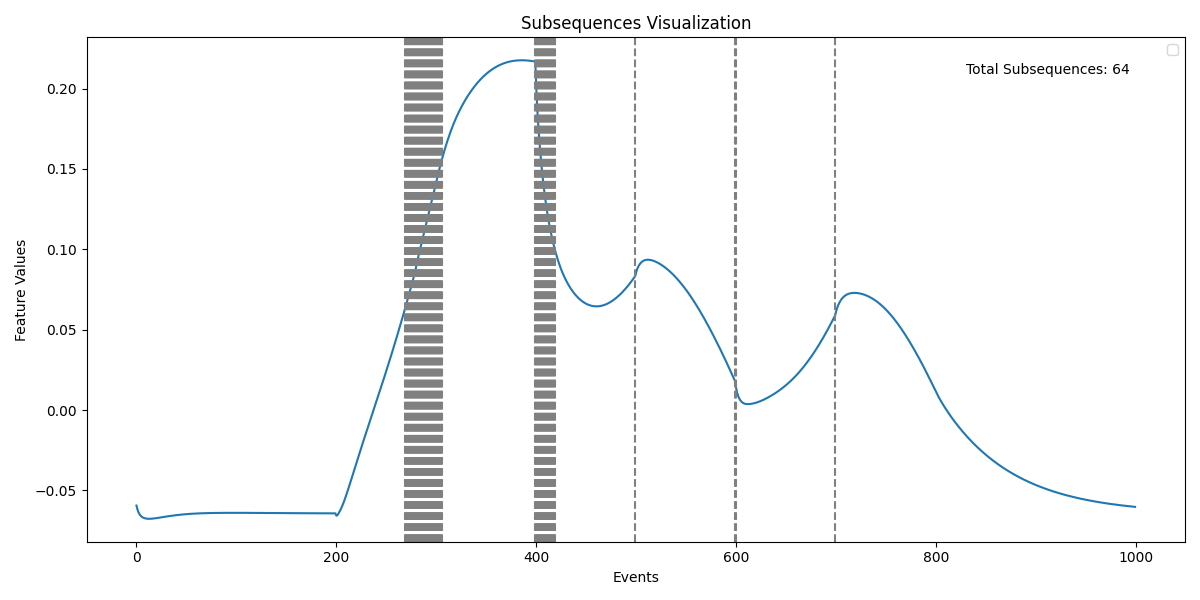 Subsequences Visualization
Total Subsequences: 64
0.20
0.15
0.10
0.05
0.00
−0.05
Feature Values
0 200 400 600 800 1000
Events